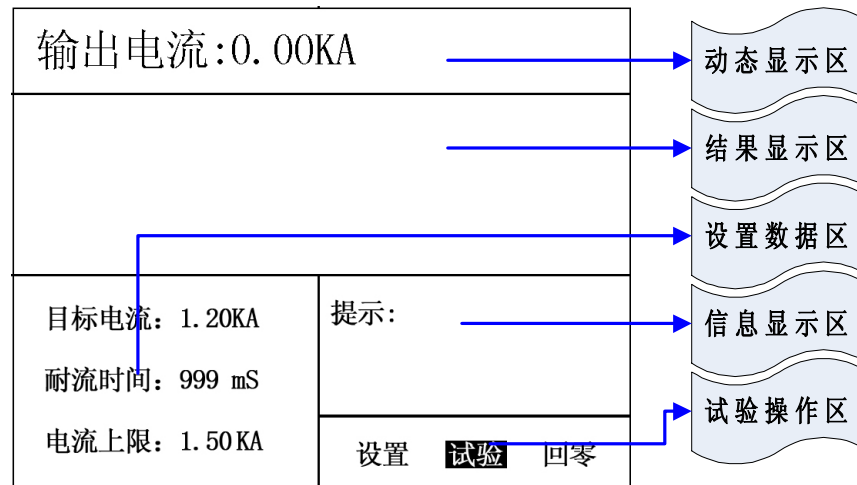 输出电流:0.00KA
动态显示区
结果显示区
设置数据区
目标电流：1.20KA
耐流时间：999 mS
电流上限：1.50KA
提示:
信息显示区
设置 试验 回零
试验操作区